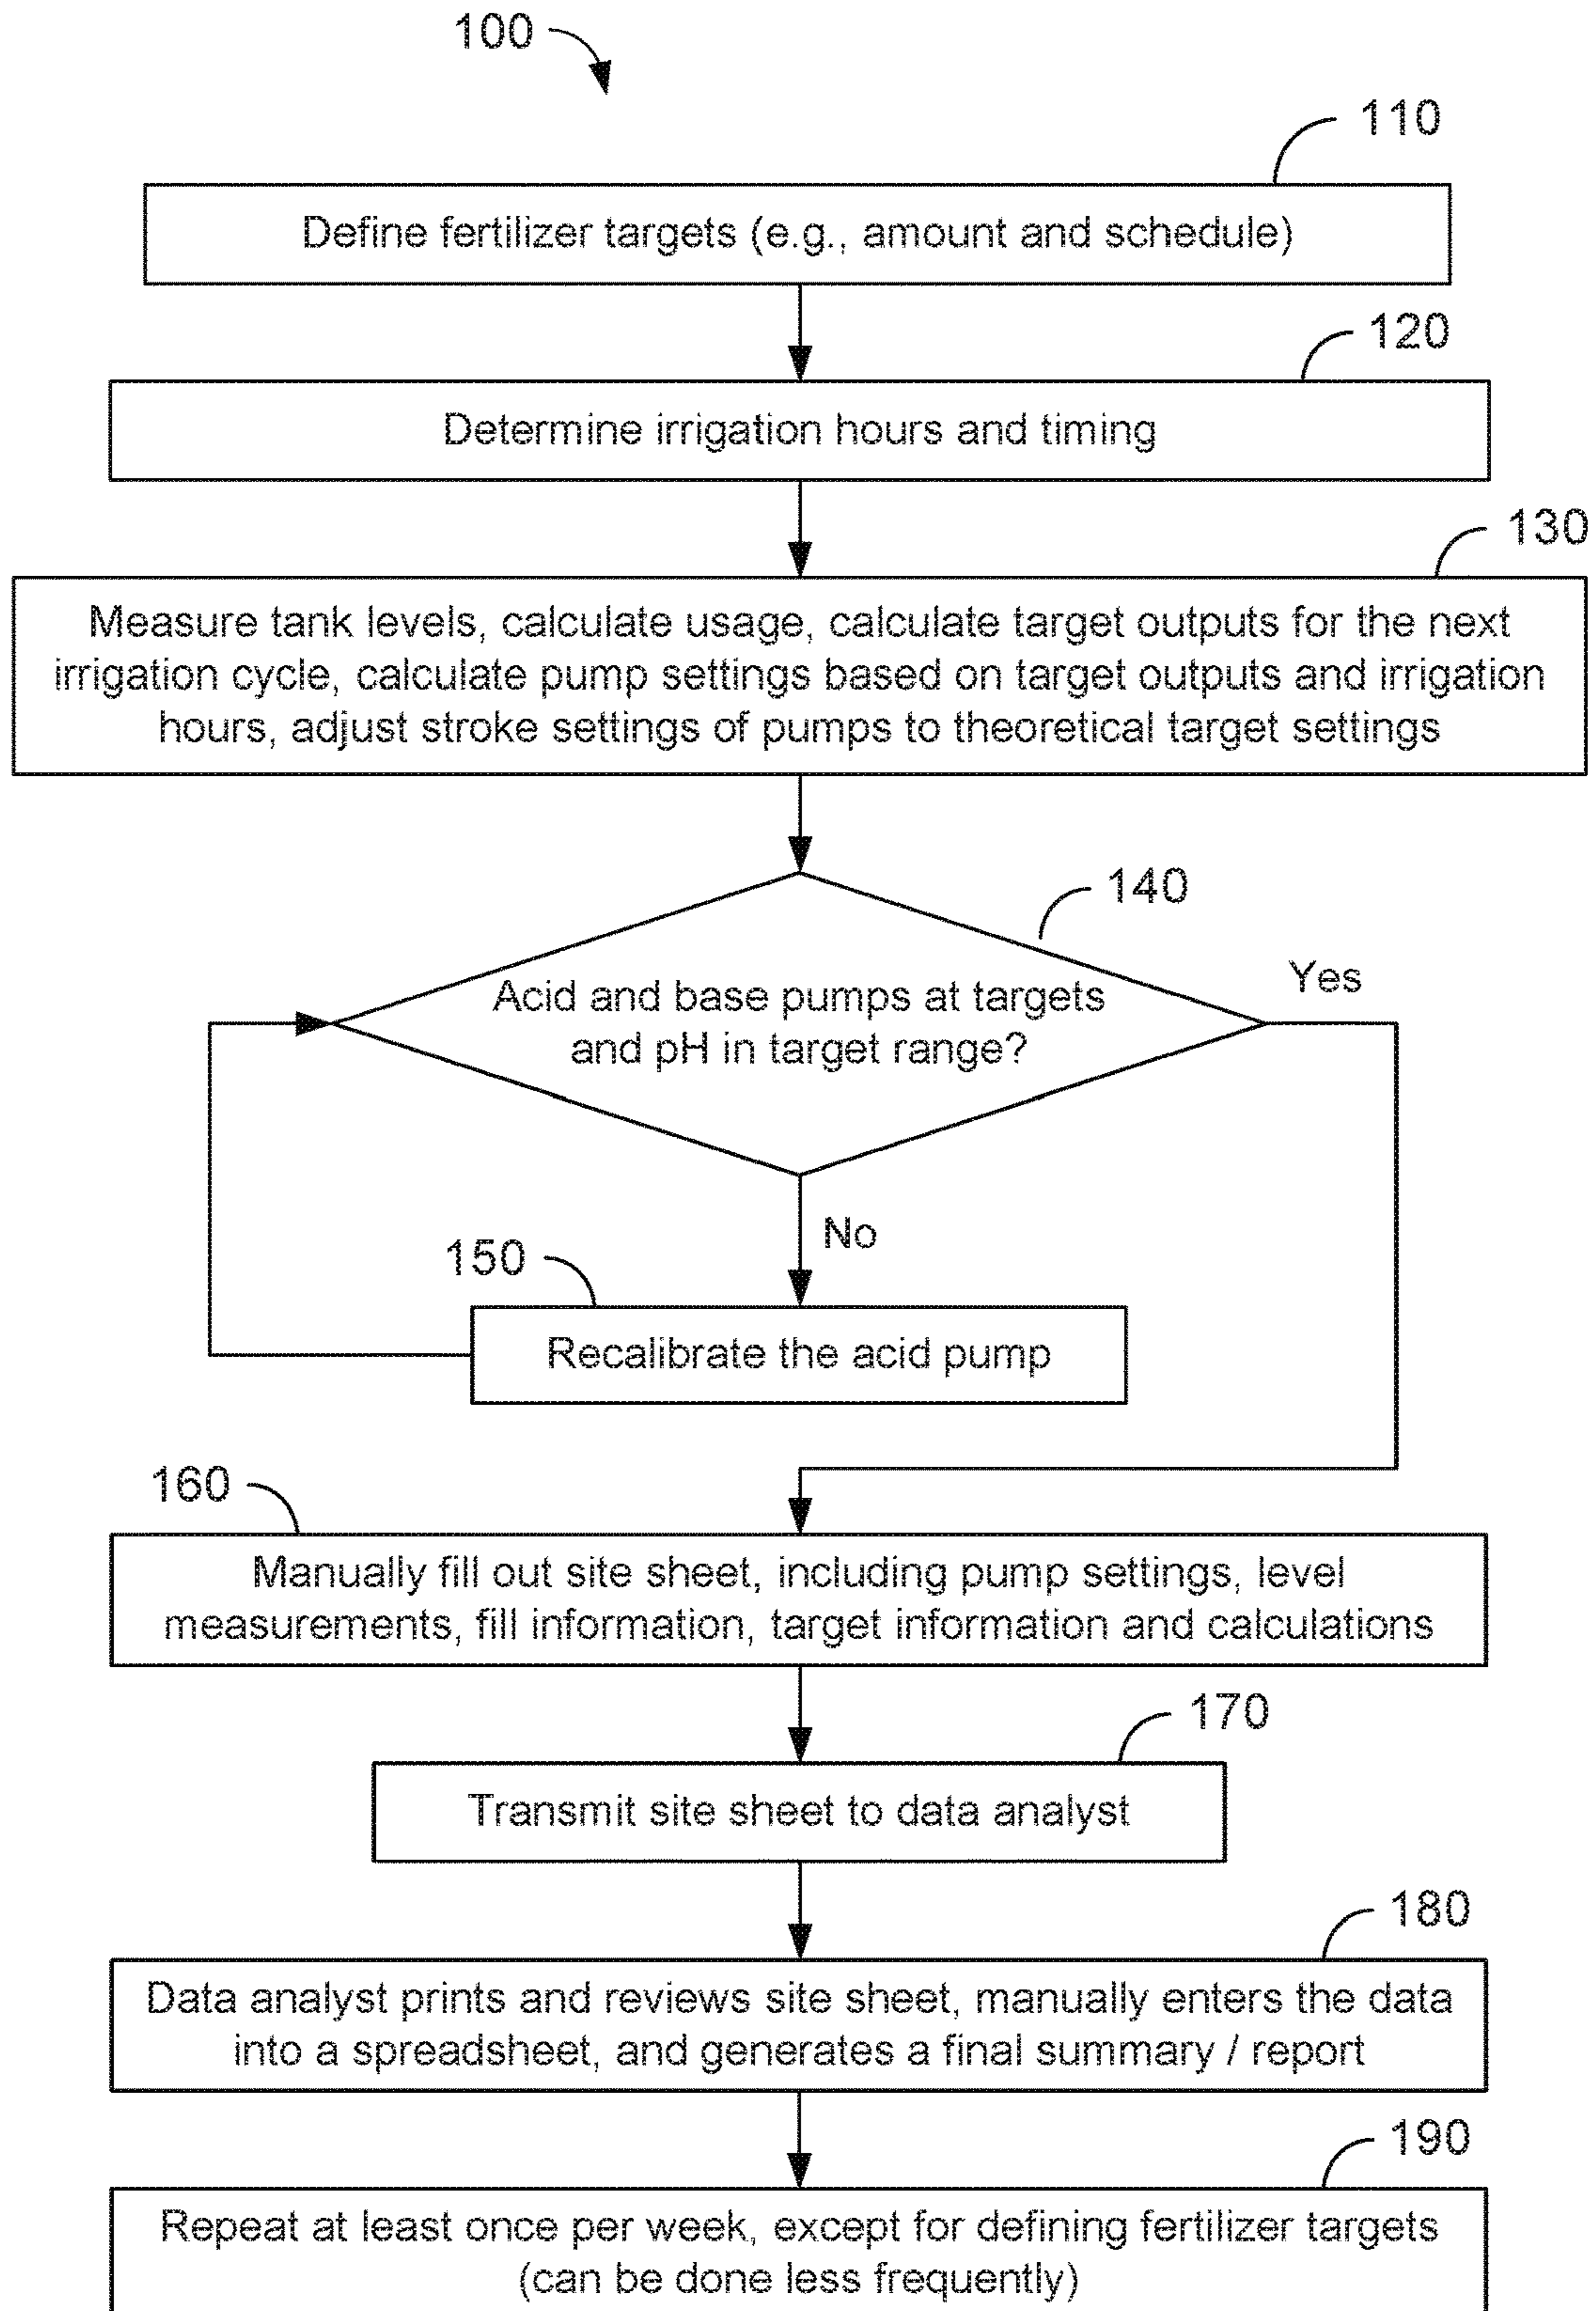 100
110
Define fertilizer targets (e.g., amount and schedule)
120
Determine irrigation hours and timing
130
Measure tank levels, calculate usage, calculate target outputs for the next
irrigation cycle, calculate pump settings based on target outputs and irrigation
hours, adjust stroke settings of pumps to theoretical target settings
140
Acid and base pumps at targets
and pH in target range?
Yes
No
150
Recalibrate the acid pump
160
Manually fill out site sheet, including pump settings, level
measurements, fill information, target information and calculations
170
Transmit site sheet to data analyst
180
Data analyst prints and reviews site sheet, manually enters the data
into a spreadsheet, and generates a final summary / report
190
Repeat at least once per week, except for defining fertilizer targets
(can be done less frequently)